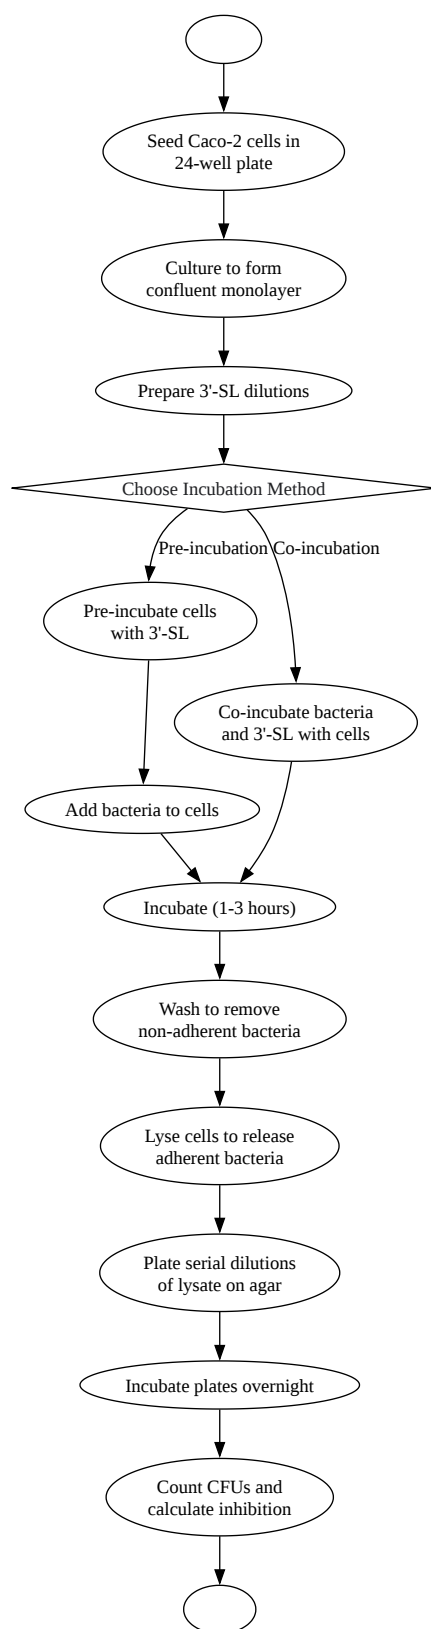 Seed Caco-2 cells in
24-well plate
Culture to form
confluent monolayer
Prepare 3'-SL dilutions
Choose Incubation Method
Pre-incubation
Co-incubation
Pre-incubate cells
with 3'-SL
Co-incubate bacteria
and 3'-SL with cells
Add bacteria to cells
Incubate (1-3 hours)
Wash to remove
non-adherent bacteria
Lyse cells to release
adherent bacteria
Plate serial dilutions
of lysate on agar
Incubate plates overnight
Count CFUs and
calculate inhibition